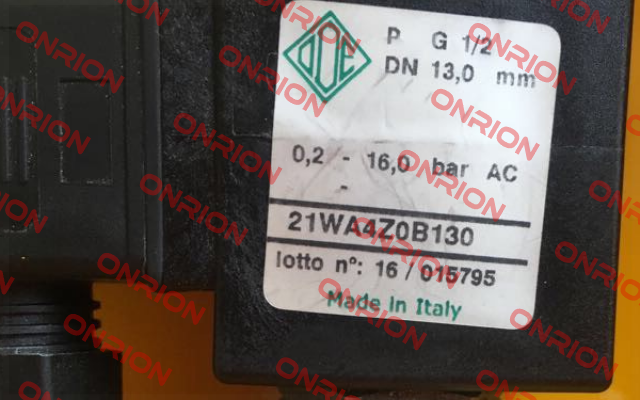 ODE
P G 1/2
DN 13,0 mm
0,2 - 16,0 bar AC
-
21WA4Z0B130
lotto n°: 16 / 015795
Made in Italy
ONRION